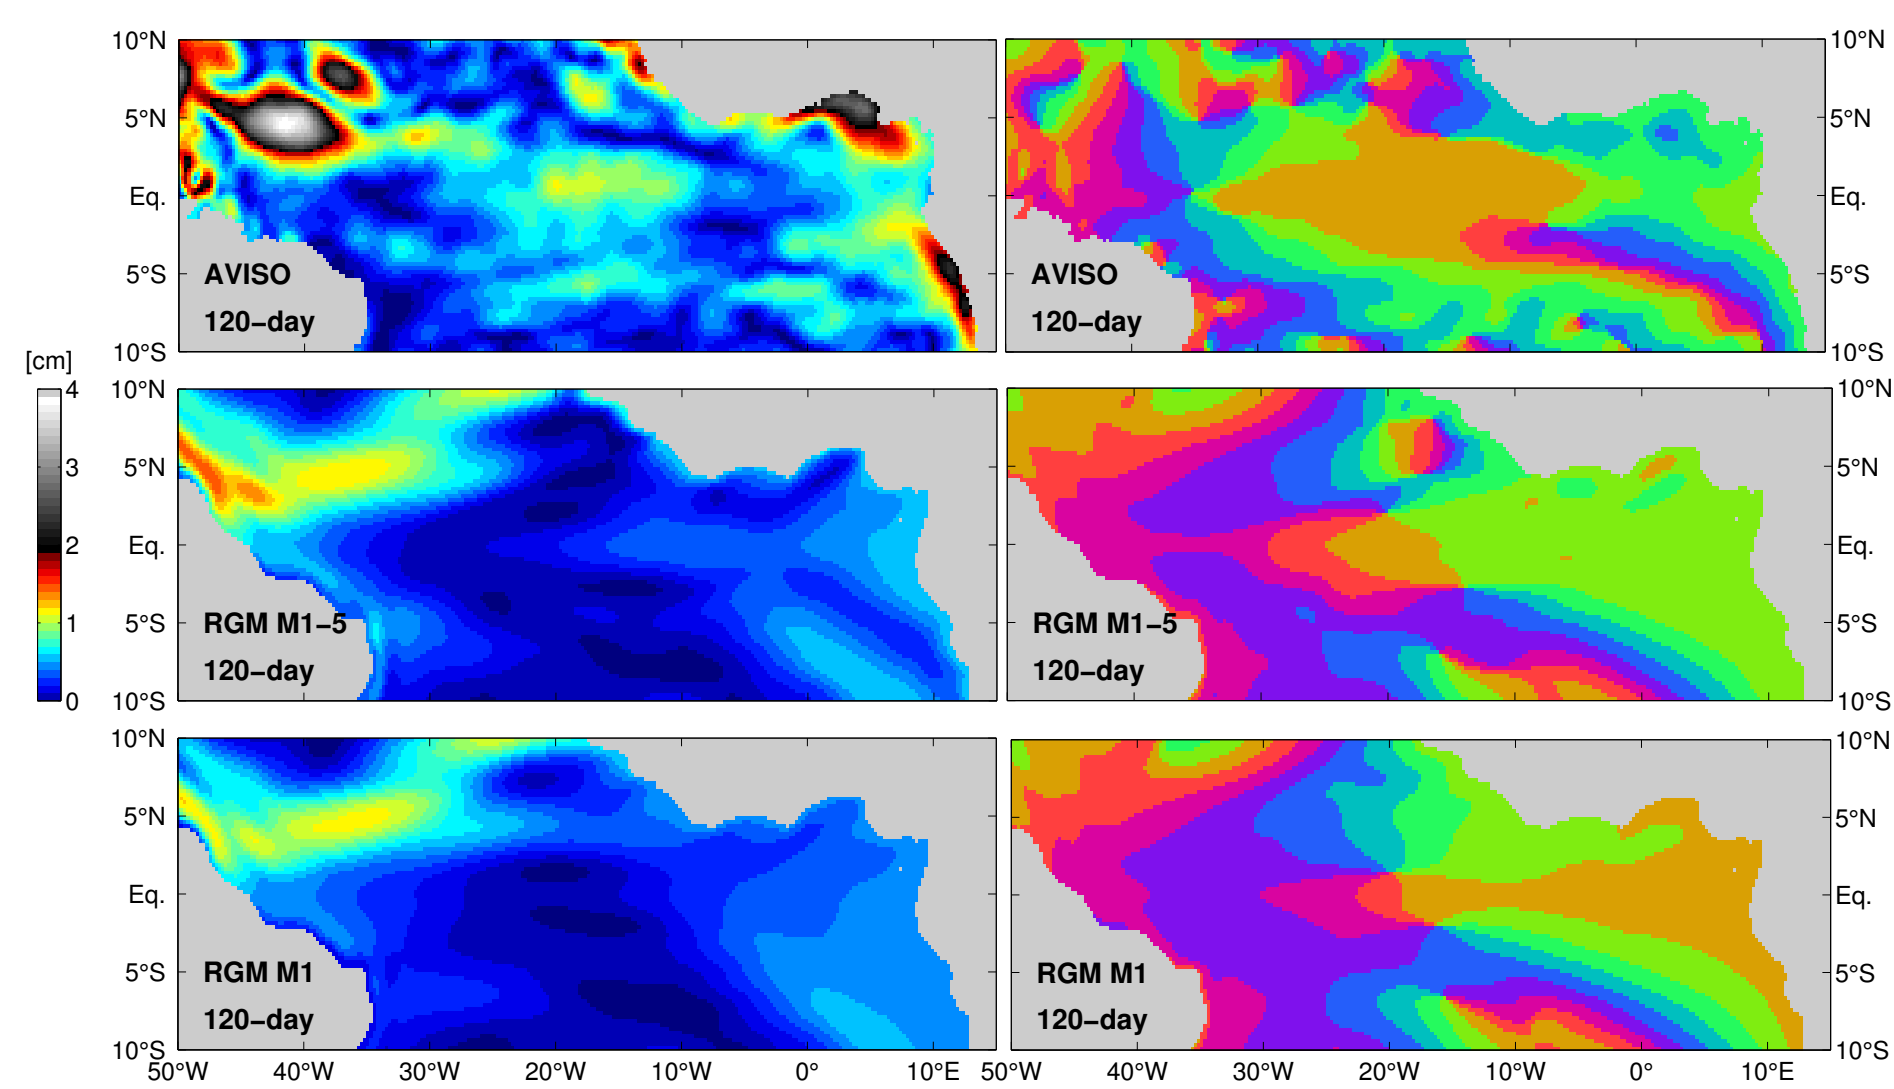 10°N 10°N
5°N 5°N
Eq. Eq.
AVISO AVISO
5°S 5°S
120−day 120−day
10°S 10°S
[cm]
10°N 10°N
4
5°N 5°N
3
Eq. Eq.
2
RGM M1−5 RGM M1−5
5°S 5°S
1
120−day 120−day
0
10°S 10°S
10°N 10°N
5°N 5°N
Eq. Eq.
RGM M1 RGM M1
5°S 5°S
120−day 120−day
10°S 10°S
50°W 40°W 30°W 20°W 10°W 0° 10°E 50°W 40°W 30°W 20°W 10°W 0° 10°E